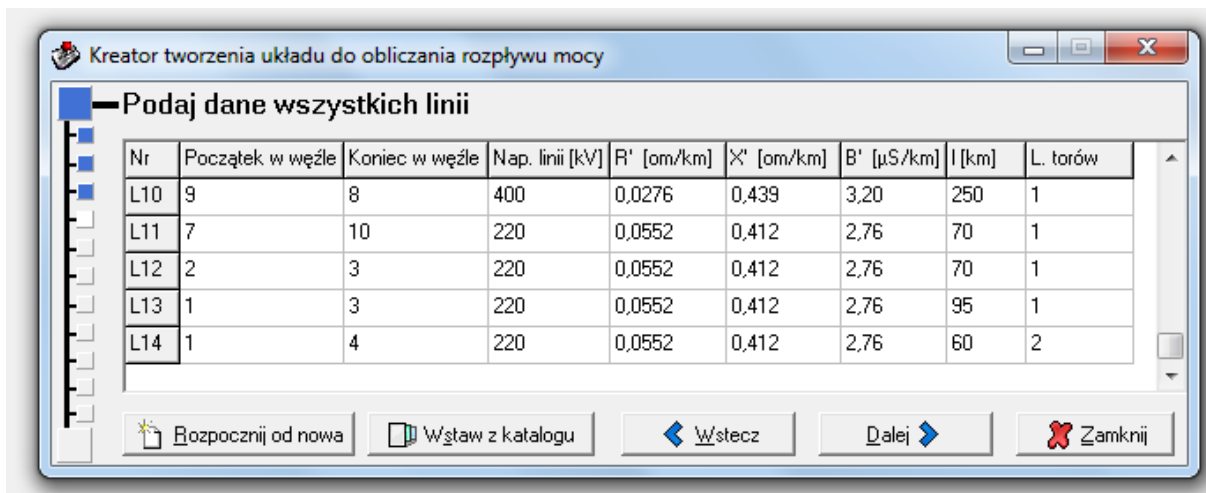 Kreator tworzenia układu do obliczania rozpływu mocy
Podaj dane wszystkich linii
Nr Początek w węźle Koniec w węźle Nap. linii [kV] R' [om/km] X' [om/km] B' [µS/km] l [km] L. torów
L10 9 8 400 0,0276 0,439 3,20 250 1
L11 7 10 220 0,0552 0,412 2,76 70 1
L12 2 3 220 0,0552 0,412 2,76 70 1
L13 1 3 220 0,0552 0,412 2,76 95 1
L14 1 4 220 0,0552 0,412 2,76 60 2
Rozpocznij od nowa Wstaw z katalogu Wstecz Dalej Zamknij